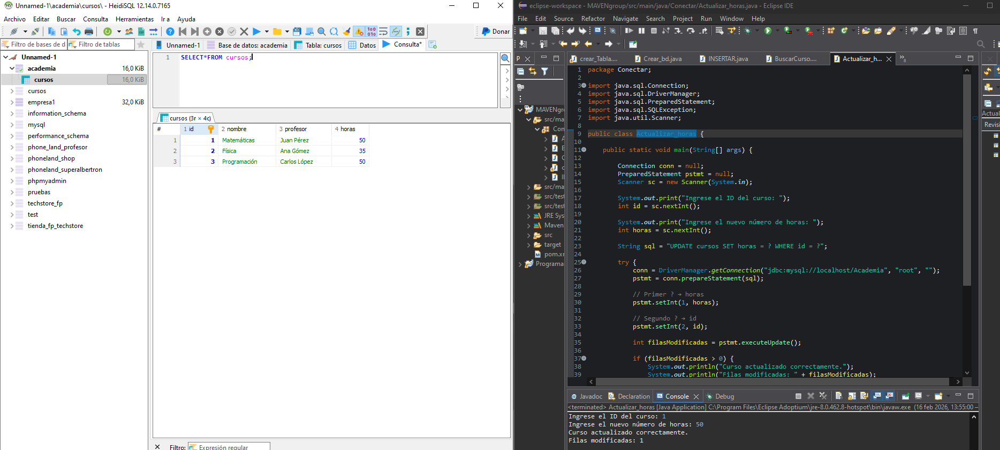 Unnamed-1\academia\cursos\ - HeidiSQL 12.14.0.7165
Archivo Editar Buscar Consulta Herramientas Ir a Ayuda
Donar
Filtro de bases de d
Filtro de tablas
Unnamed-1
academia 16,0 KiB
cursos 16,0 KiB
cursos
empresa1 32,0 KiB
information_schema
mysql
performance_schema
phone_land_profesor
phoneland_shop
phoneland_superalbertron
phpmyadmin
pruebas
techstore_fp
test
tienda_fp_techstore
Unnamed-1 Base de datos: academia Tabla: cursos Datos Consulta*
1 SELECT*FROM cursos;
cursos (3r × 4c)
# 1 id 2 nombre 3 profesor 4 horas
1 1 Matemáticas Juan Pérez 50
2 2 Física Ana Gómez 35
3 3 Programación Carlos López 50
Filtro: Expresión regular
eclipse-workspace - MAVENgroup/src/main/java/Conectar/Actualizar_horas.java - Eclipse IDE
File Edit Source Refactor Navigate Search Project Run Window Help
P
MAVENgro
src/ma
Con
src/ma
src/test
src/test
JRE Sys
Maven
src
target
pom.xr
Programa
crear_Tabla.... Crear_bd.java INSERTAR.java BuscarCurso.... Actualizar_h... »8
1 package Conectar;
2
3 import java.sql.Connection;
4 import java.sql.DriverManager;
5 import java.sql.PreparedStatement;
6 import java.sql.SQLException;
7 import java.util.Scanner;
8
9 public class Actualizar_horas {
10
11 public static void main(String[] args) {
12
13 Connection conn = null;
14 PreparedStatement pstmt = null;
15 Scanner sc = new Scanner(System.in);
16
17 System.out.print("Ingrese el ID del curso: ");
18 int id = sc.nextInt();
19
20 System.out.print("Ingrese el nuevo número de horas: ");
21 int horas = sc.nextInt();
22
23 String sql = "UPDATE cursos SET horas = ? WHERE id = ?";
24
25 try {
26 conn = DriverManager.getConnection("jdbc:mysql://localhost/Academia", "root", "");
27 pstmt = conn.prepareStatement(sql);
28
29 // Primer ? → horas
30 pstmt.setInt(1, horas);
31
32 // Segundo ? → id
33 pstmt.setInt(2, id);
34
35 int filasModificadas = pstmt.executeUpdate();
36
37 if (filasModificadas > 0) {
38 System.out.println("Curso actualizado correctamente.");
39 System.out.println("Filas modificadas: " + filasModificadas);
Actual
Revisi
Javadoc Declaration Console Debug
<terminated> Actualizar_horas [Java Application] C:\Program Files\Eclipse Adoptium\jre-8.0.462.8-hotspot\bin\javaw.exe (16 feb 2026, 13:55:00 –
Ingrese el ID del curso: 1
Ingrese el nuevo número de horas: 50
Curso actualizado correctamente.
Filas modificadas: 1